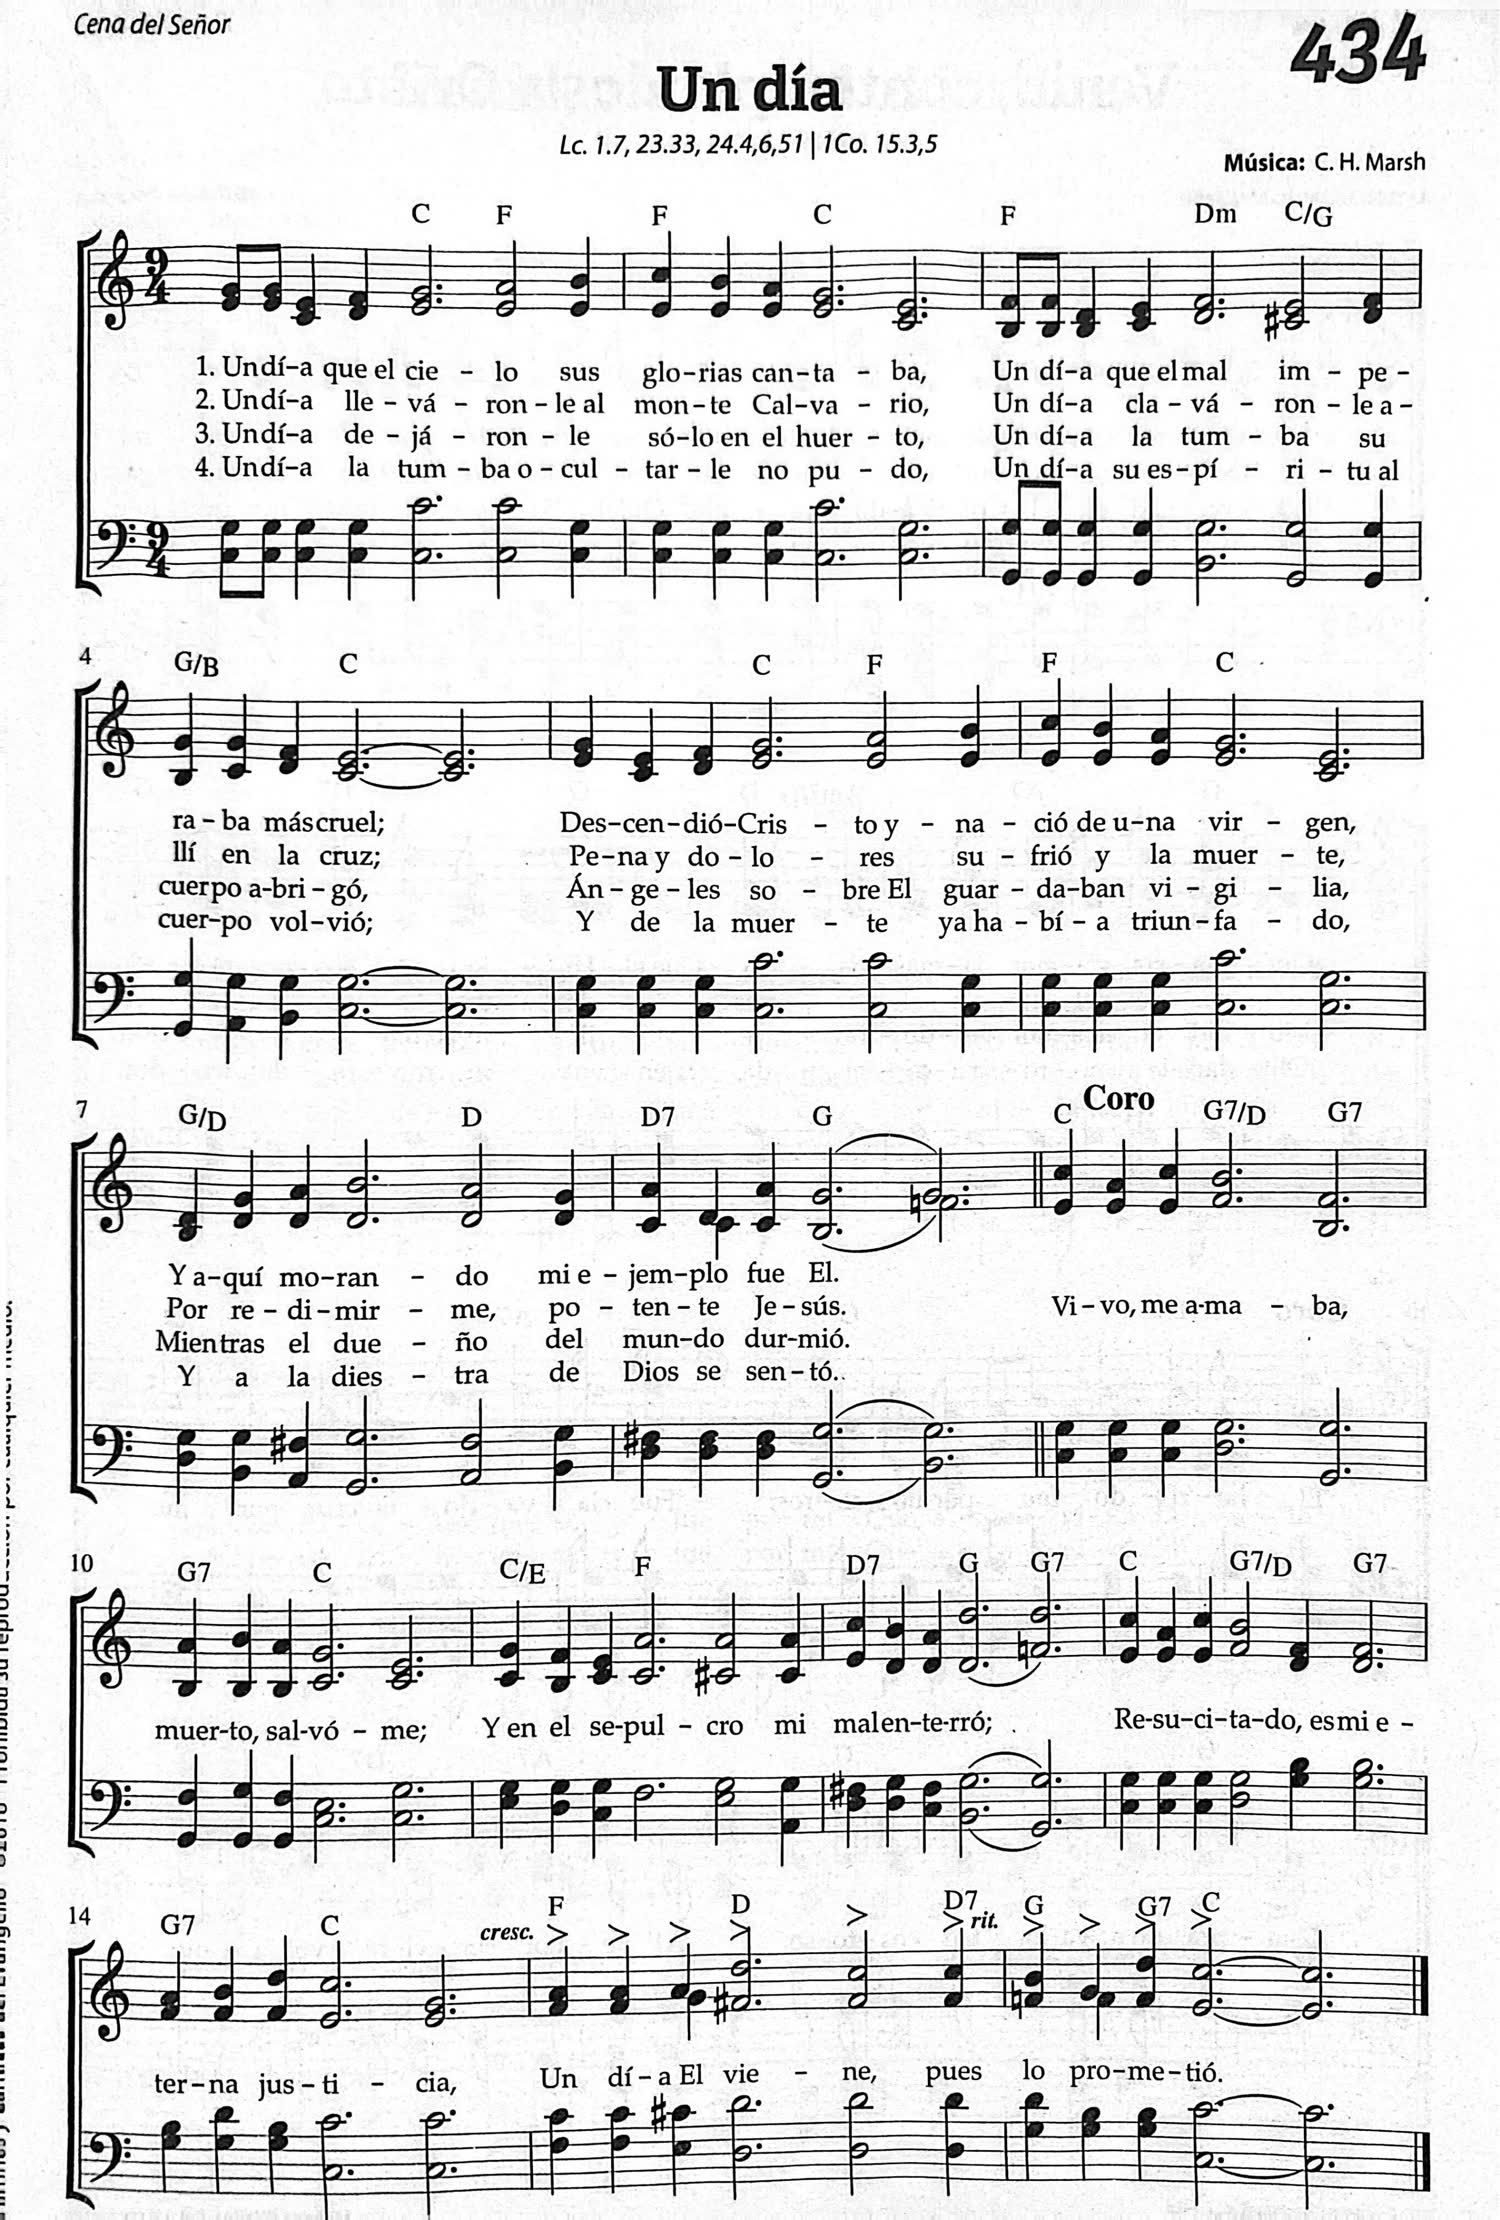 Cena del Señor
434
Un día
Lc. 1.7, 23.33, 24.4,6,51 | 1Co. 15.3,5
Música: C. H. Marsh
C F F C F Dm C/G
1. Un dí–a que el cie – lo sus glo–rias can–ta – ba, Un dí–a que el mal im – pe –
2. Un dí–a lle – vá – ron – le al mon–te Cal–va – rio, Un dí–a cla – vá – ron – le a –
3. Un dí–a de – já – ron – le só–lo en el huer – to, Un dí–a la tum – ba su
4. Un dí–a la tum – ba o – cul – tar – le no pu – do, Un dí–a su es–pí – ri – tu al
4
G/B C C F F C
ra – ba más cruel; Des–cen–dió–Cris – to y – na – ció de u–na vir – gen,
llí en la cruz; Pe–na y do – lo – res su – frió y la muer – te,
cuerpo a–bri – gó, Án – ge – les so – bre El guar – da–ban vi – gi – lia,
cuer–po vol–vió; Y de la muer – te ya ha – bí – a triun–fa – do,
7
G/D D D7 G C Coro G7/D G7
Y a–quí mo–ran – do mi e – jem–plo fue El.
Por re – di–mir – me, po – ten – te Je–sús. Vi – vo, me a-ma – ba,
Mientras el due – ño del mun–do dur–mió.
Y a la dies – tra de Dios se sen–tó.
10
G7 C C/E F D7 G G7 C G7/D G7
muer-to, sal-vó – me; Y en el se-pul – cro mi mal en-te-rró; Re-su-ci-ta-do, es mi e –
14
G7 C cresc. F D D7 rit. G G7 C
ter–na jus–ti – cia, Un dí–a El vie – ne, pues lo pro–me–tió.